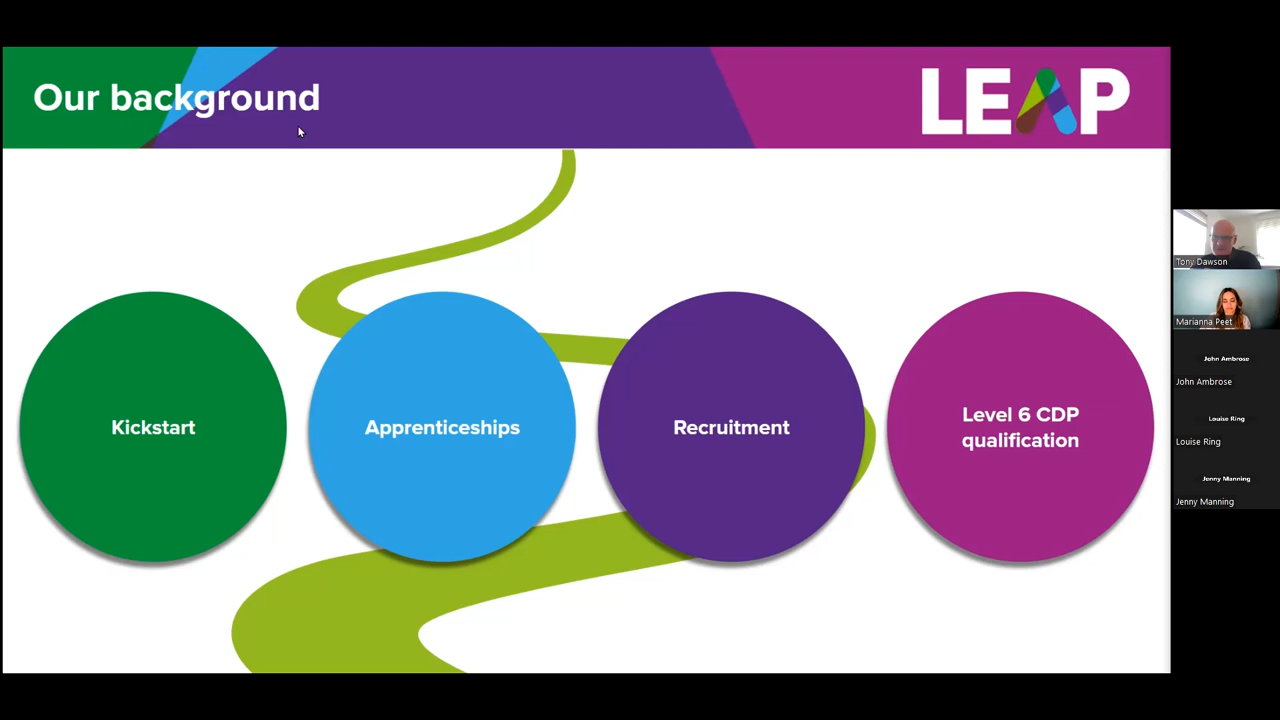 Our background
LEAP
Kickstart
Apprenticeships
Recruitment
Level 6 CDP
qualification
Tony Dawson
Marianna Peet
John Ambrose
John Ambrose
Louise Ring
Louise Ring
Jenny Manning
Jenny Manning